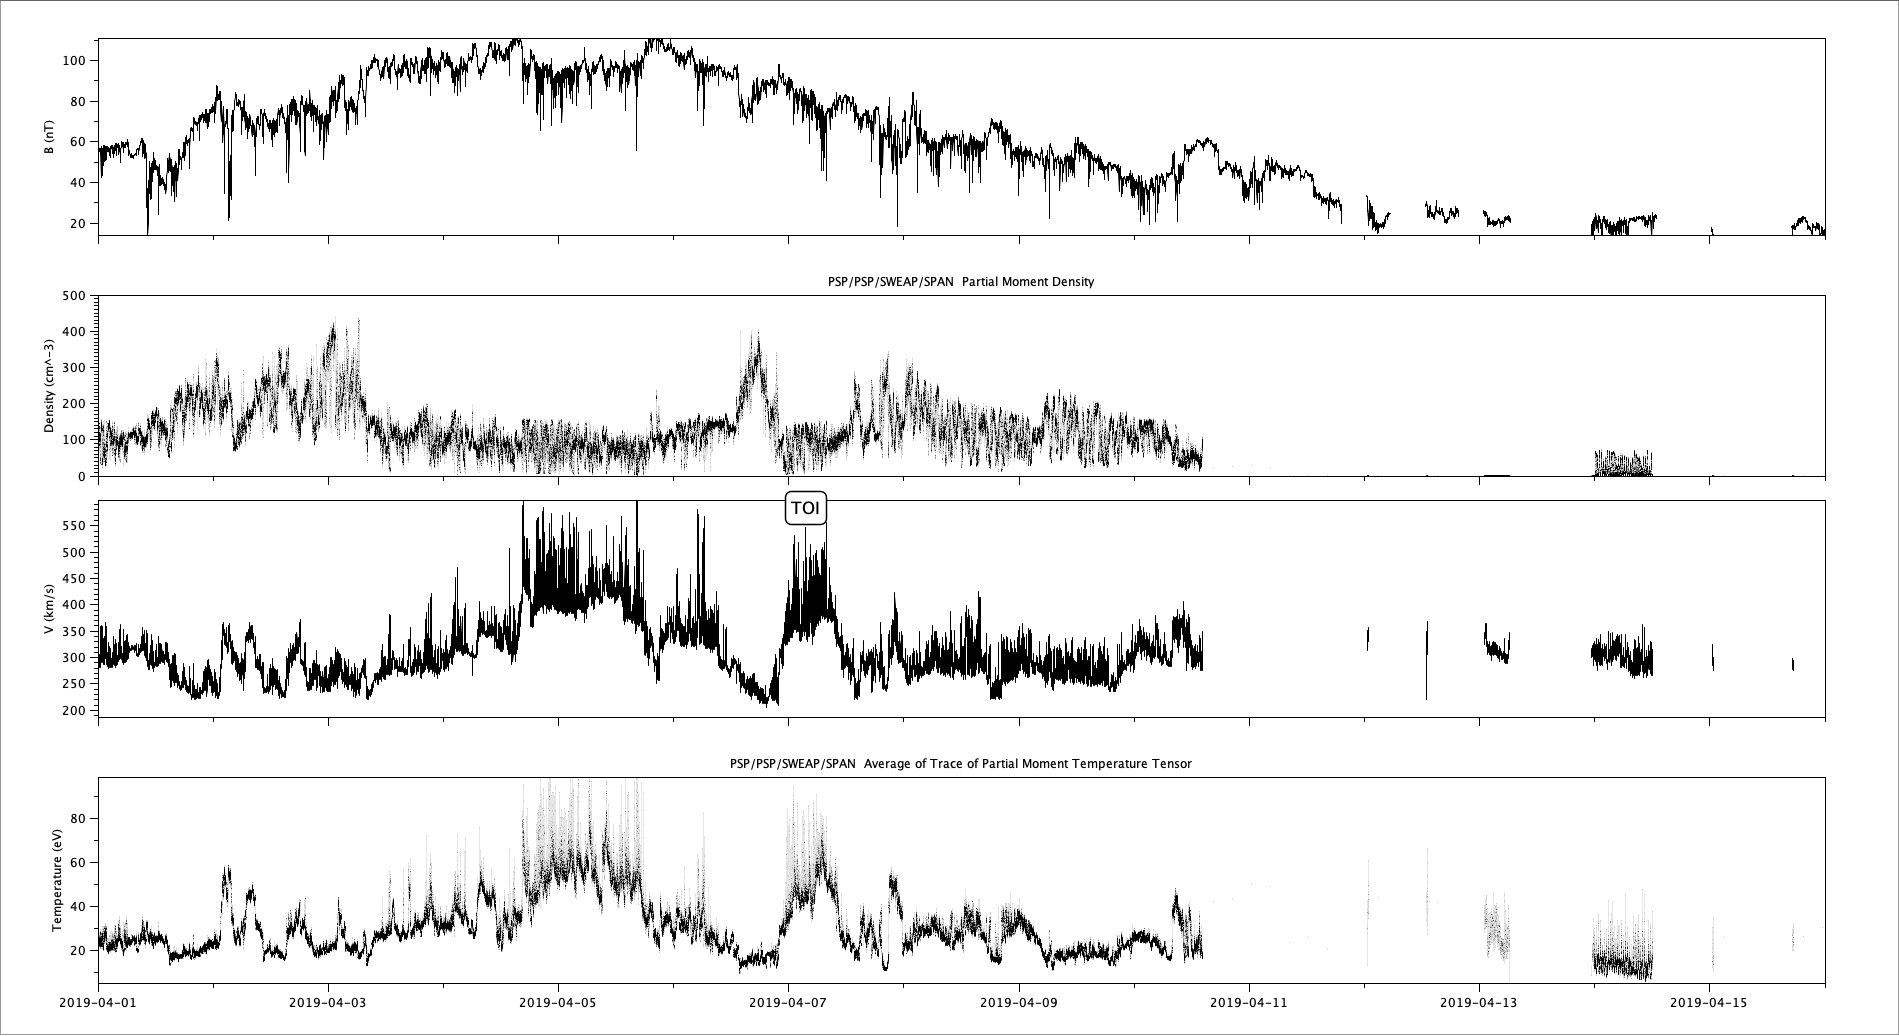 100
80
60
40
20
B (nT)
PSP/PSP/SWEAP/SPAN  Partial Moment Density
500
400
300
200
100
0
Density (cm^-3)
TOI
550
500
450
400
350
300
250
200
V (km/s)
PSP/PSP/SWEAP/SPAN  Average of Trace of Partial Moment Temperature Tensor
80
60
40
20
Temperature (eV)
2019-04-01 2019-04-03 2019-04-05 2019-04-07 2019-04-09 2019-04-11 2019-04-13 2019-04-15